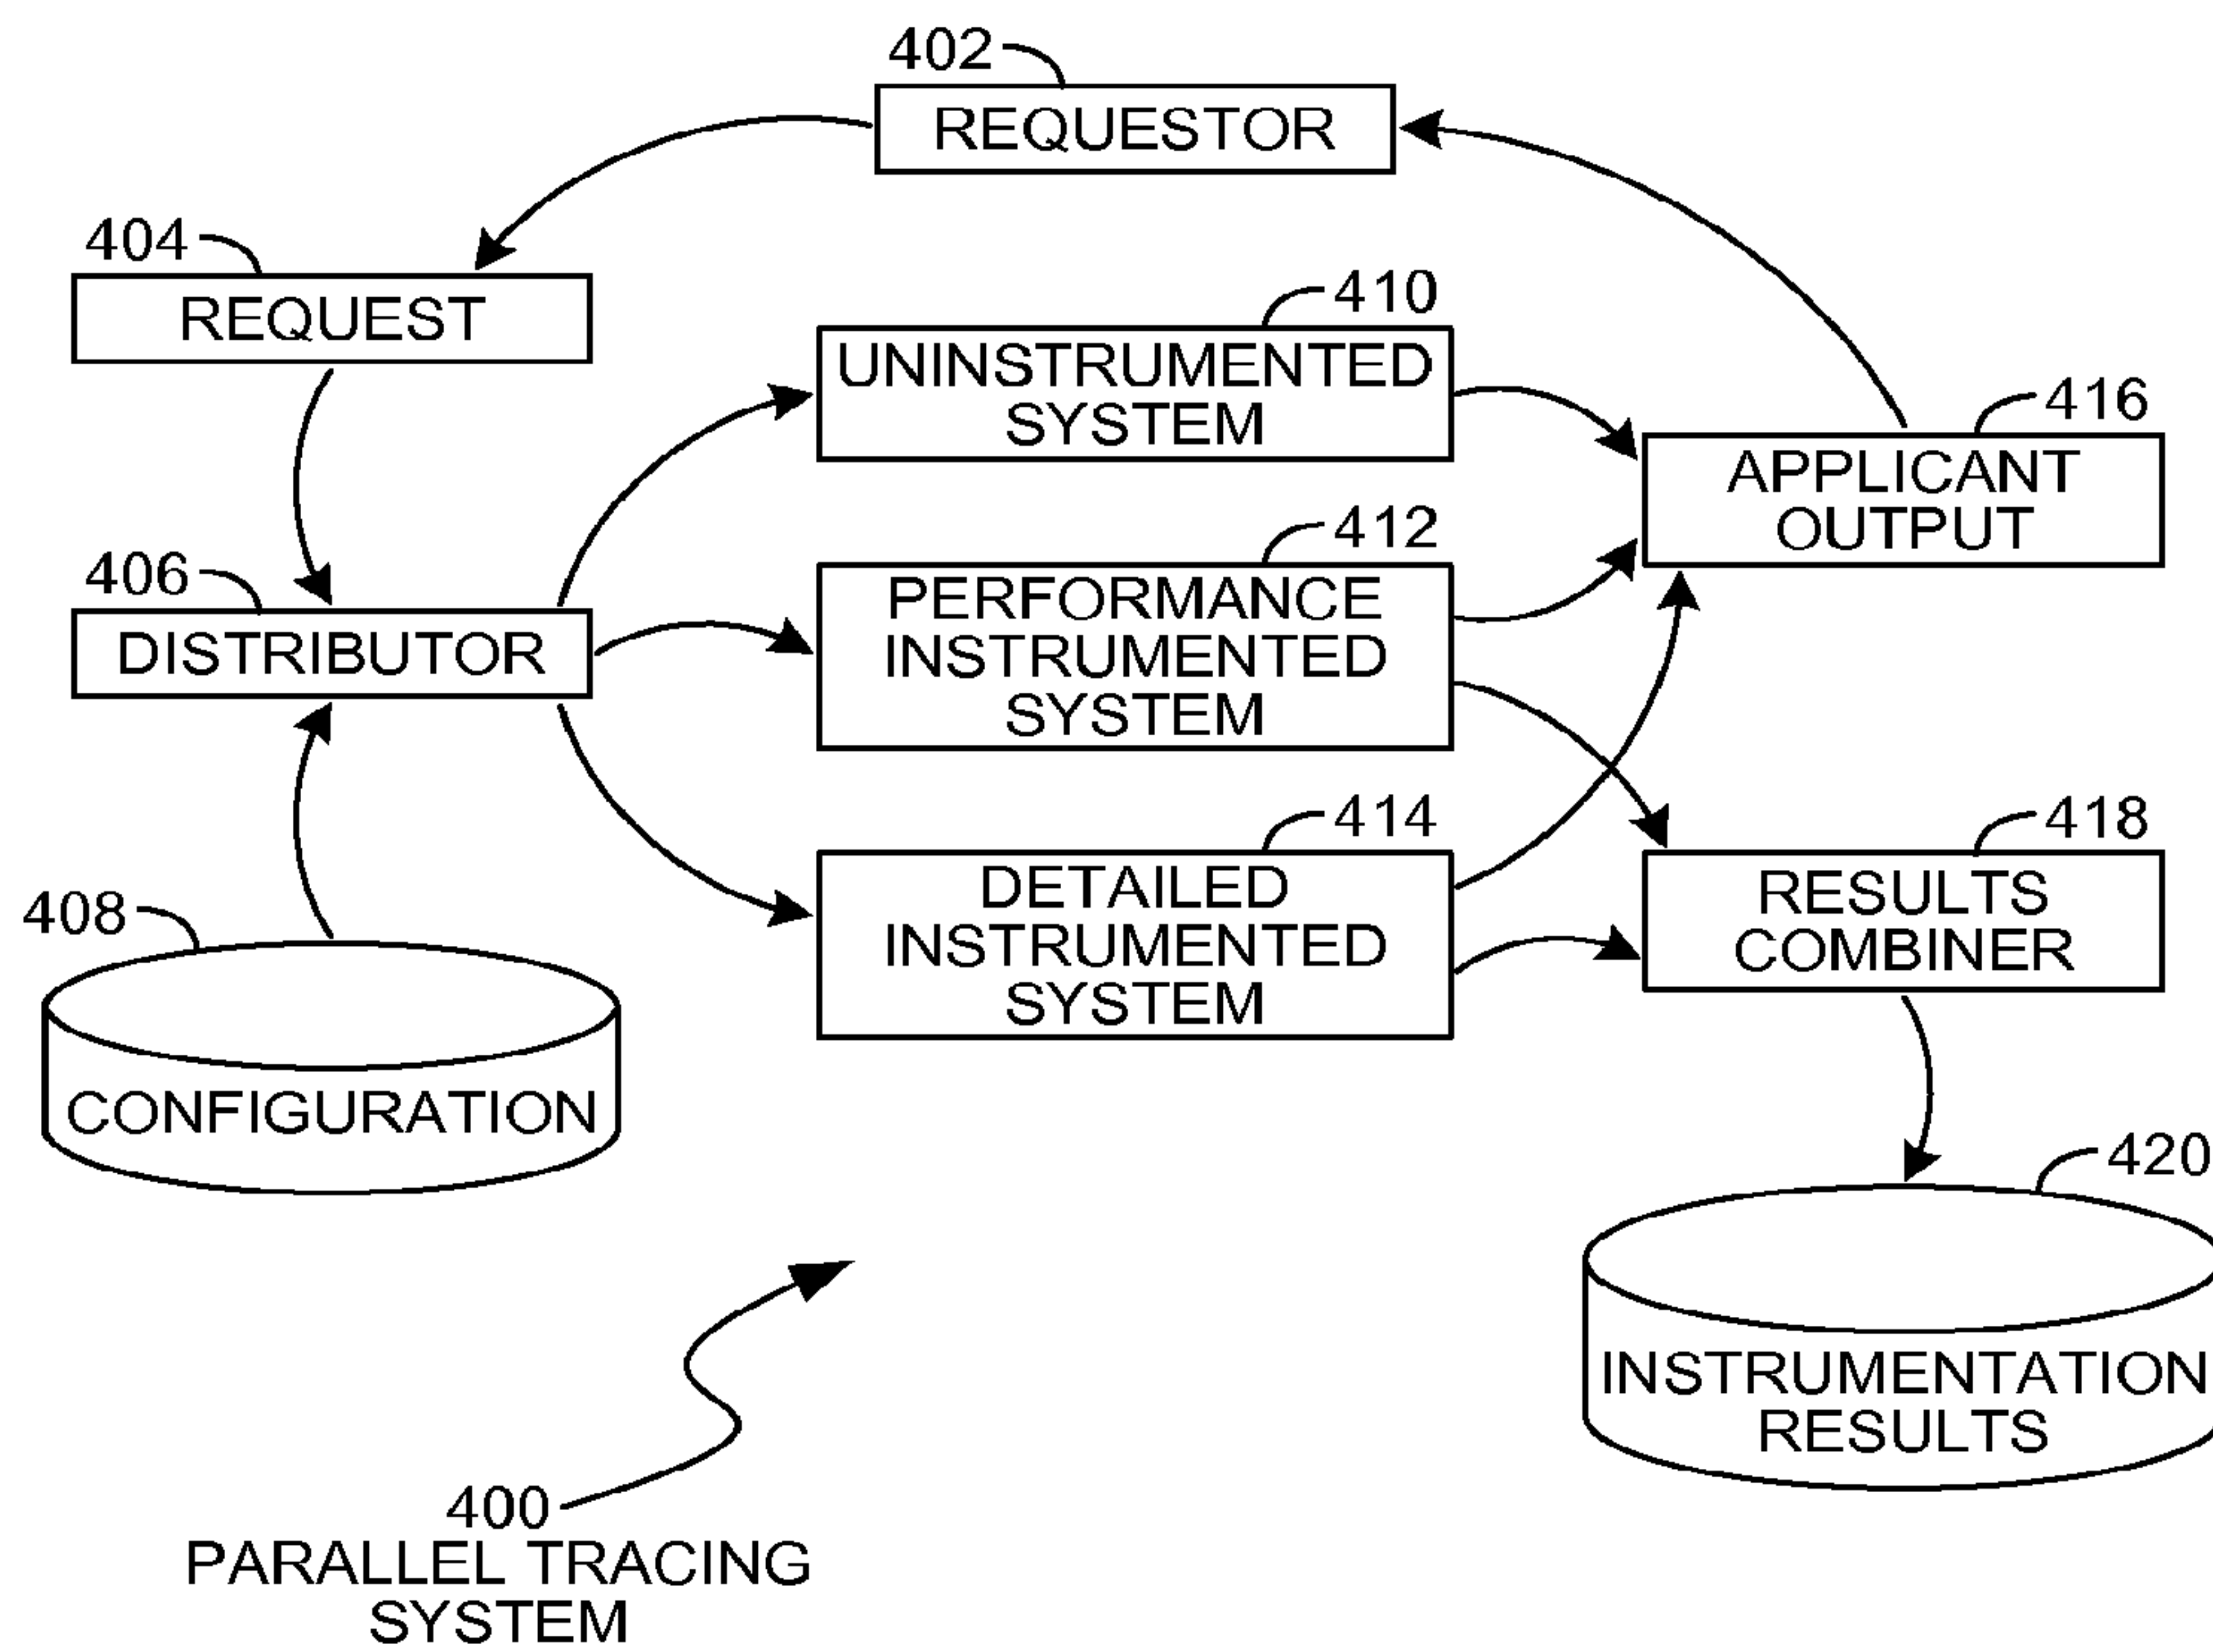 402
REQUESTOR
404
REQUEST
410
UNINSTRUMENTED
SYSTEM
416
APPLICANT
OUTPUT
406
DISTRIBUTOR
412
PERFORMANCE
INSTRUMENTED
SYSTEM
408
CONFIGURATION
414
DETAILED
INSTRUMENTED
SYSTEM
418
RESULTS
COMBINER
420
INSTRUMENTATION
RESULTS
400
PARALLEL TRACING
SYSTEM